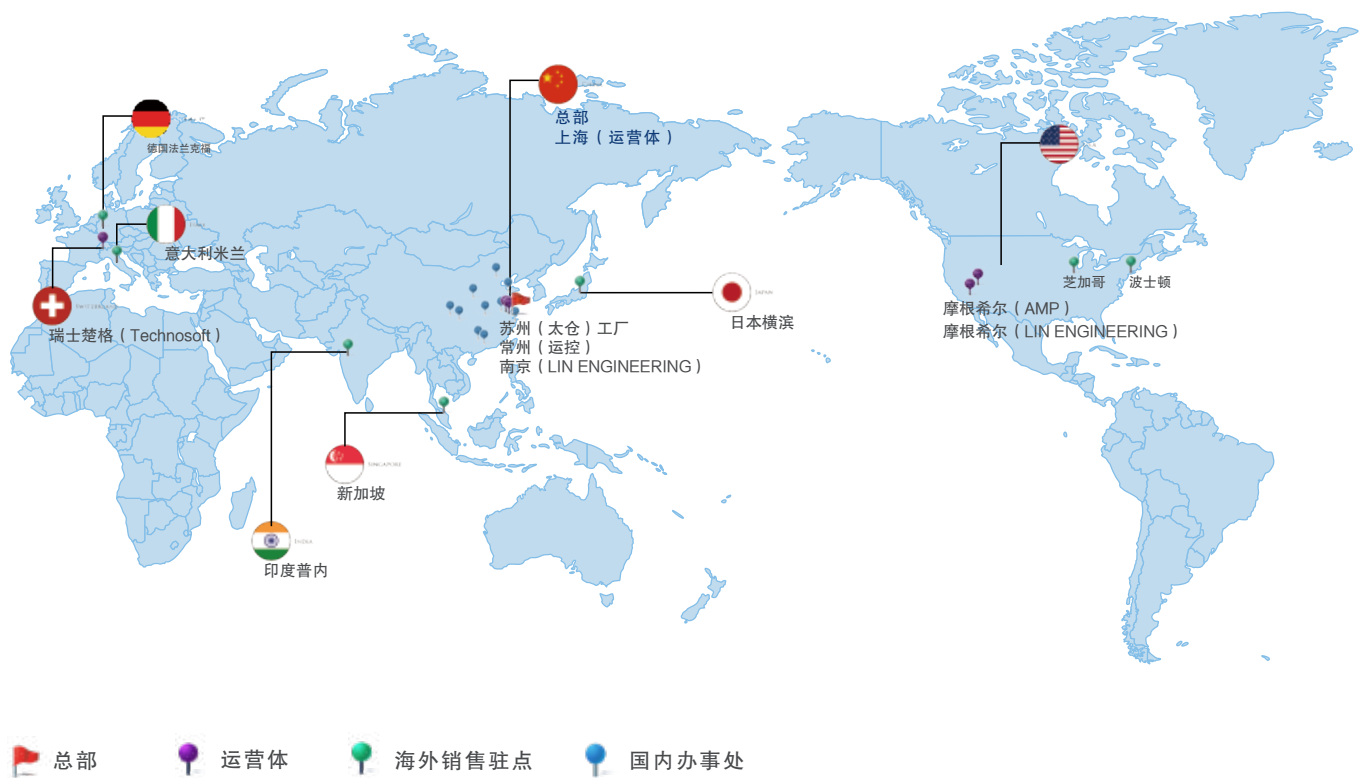 总部
上海（运营体）
德国法兰克福
意大利米兰
瑞士楚格（Technosoft）
苏州（太仓）工厂
常州（运控）
南京（LIN ENGINEERING）
JAPAN
日本横滨
芝加哥
波士顿
摩根希尔（AMP）
摩根希尔（LIN ENGINEERING）
SINGAPORE
新加坡
INDIA
印度普内
总部
运营体
海外销售驻点
国内办事处